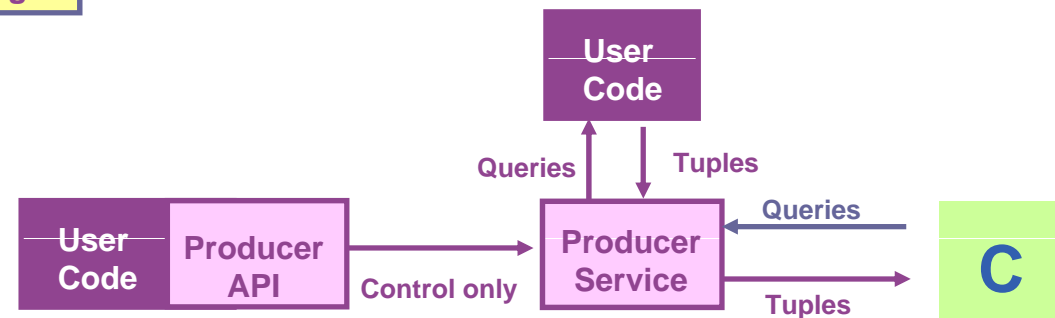 User
Code
Queries
Tuples
User
Code
Producer
API
Control only
Producer
Service
Queries
Tuples
C